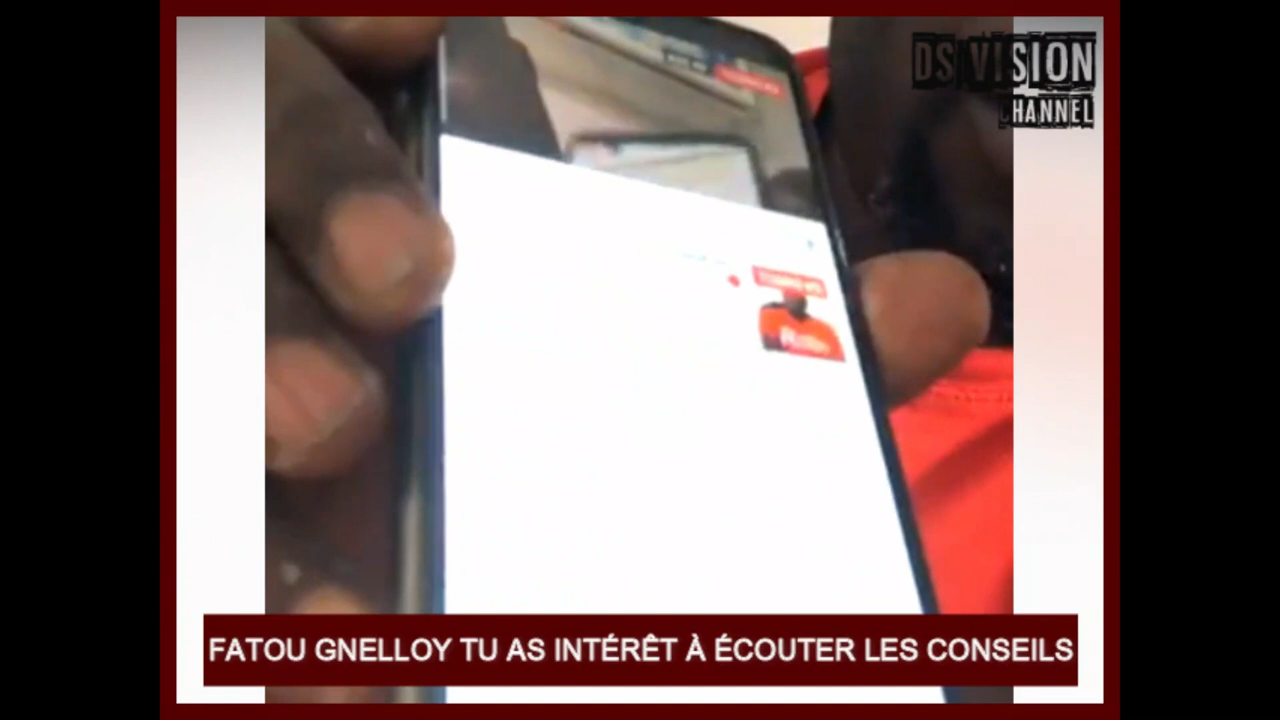 DS VISION
CHANNEL
FATOU GNELLOY TU AS INTÉRÊT À ÉCOUTER LES CONSEILS